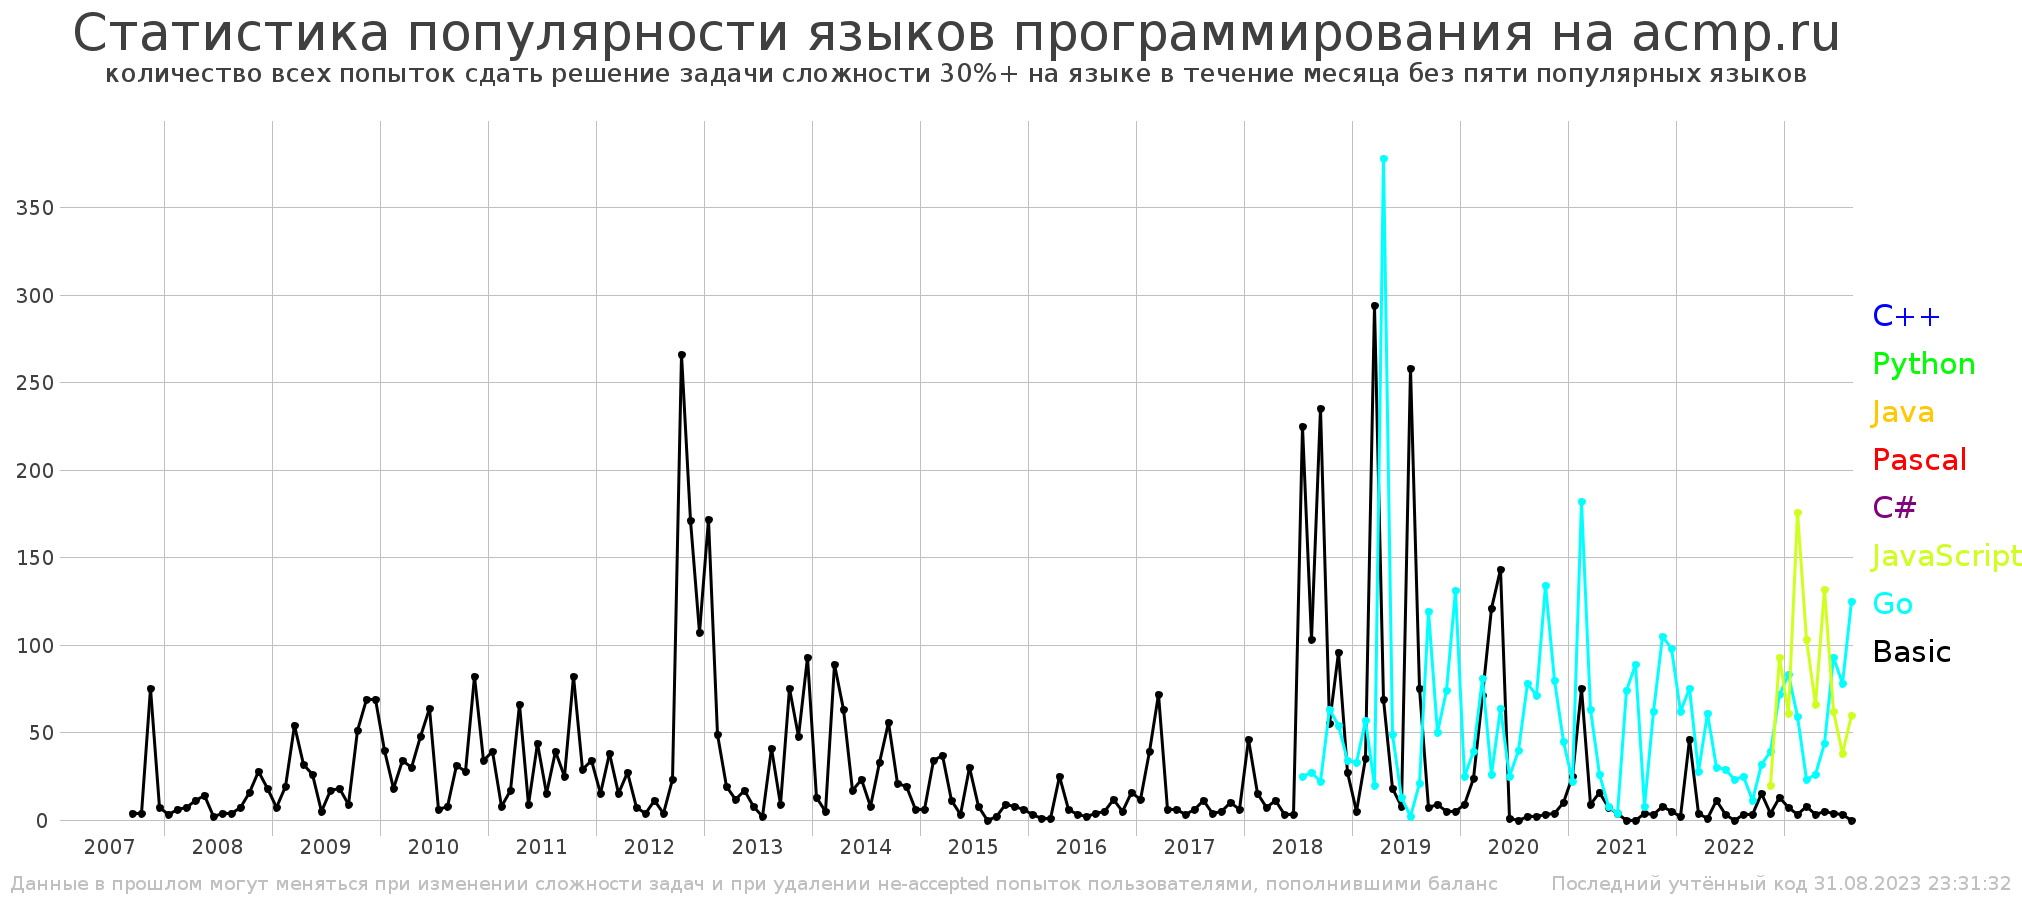 Статистика популярности языков программирования на acmp.ru
количество всех попыток сдать решение задачи сложности 30%+ на языке в течение месяца без пяти популярных языков
350
300
250
200
150
100
50
0
C++
Python
Java
Pascal
C#
JavaScript
Go
Basic
2007 2008 2009 2010 2011 2012 2013 2014 2015 2016 2017 2018 2019 2020 2021 2022
Данные в прошлом могут меняться при изменении сложности задач и при удалении не-accepted попыток пользователями, пополнившими баланс Последний учтённый код 31.08.2023 23:31:32